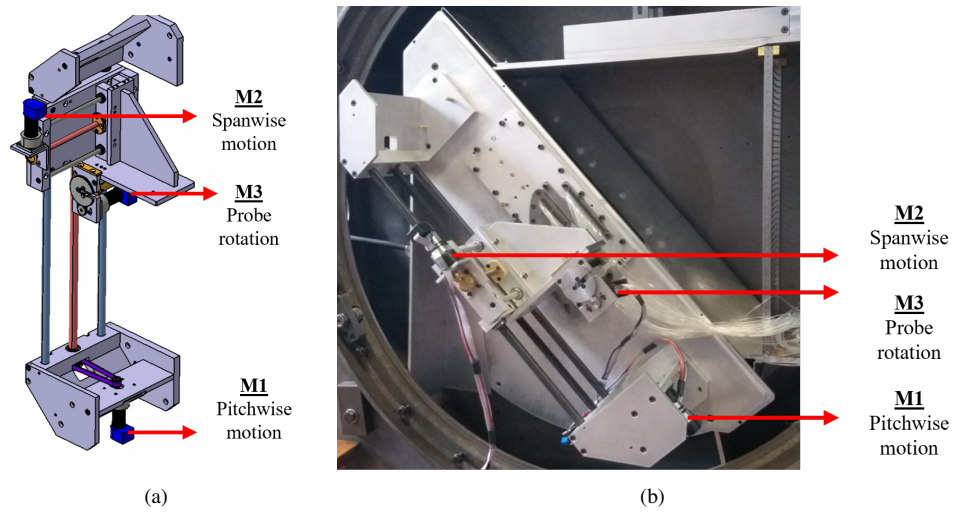 M2
Spanwise
motion
M3
Probe
rotation
M1
Pitchwise
motion
(a)
M2
Spanwise
motion
M3
Probe
rotation
M1
Pitchwise
motion
(b)